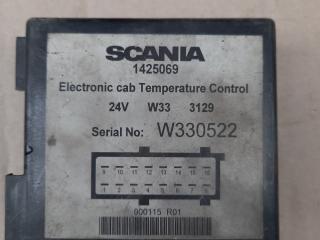 SCANIA
1425069
Electronic cab Temperature Control
24V W33 3129
Serial No: W330522
9 10 11 12 13 14 15 16
1 2 3 4 5 6 7 8
000115 R01